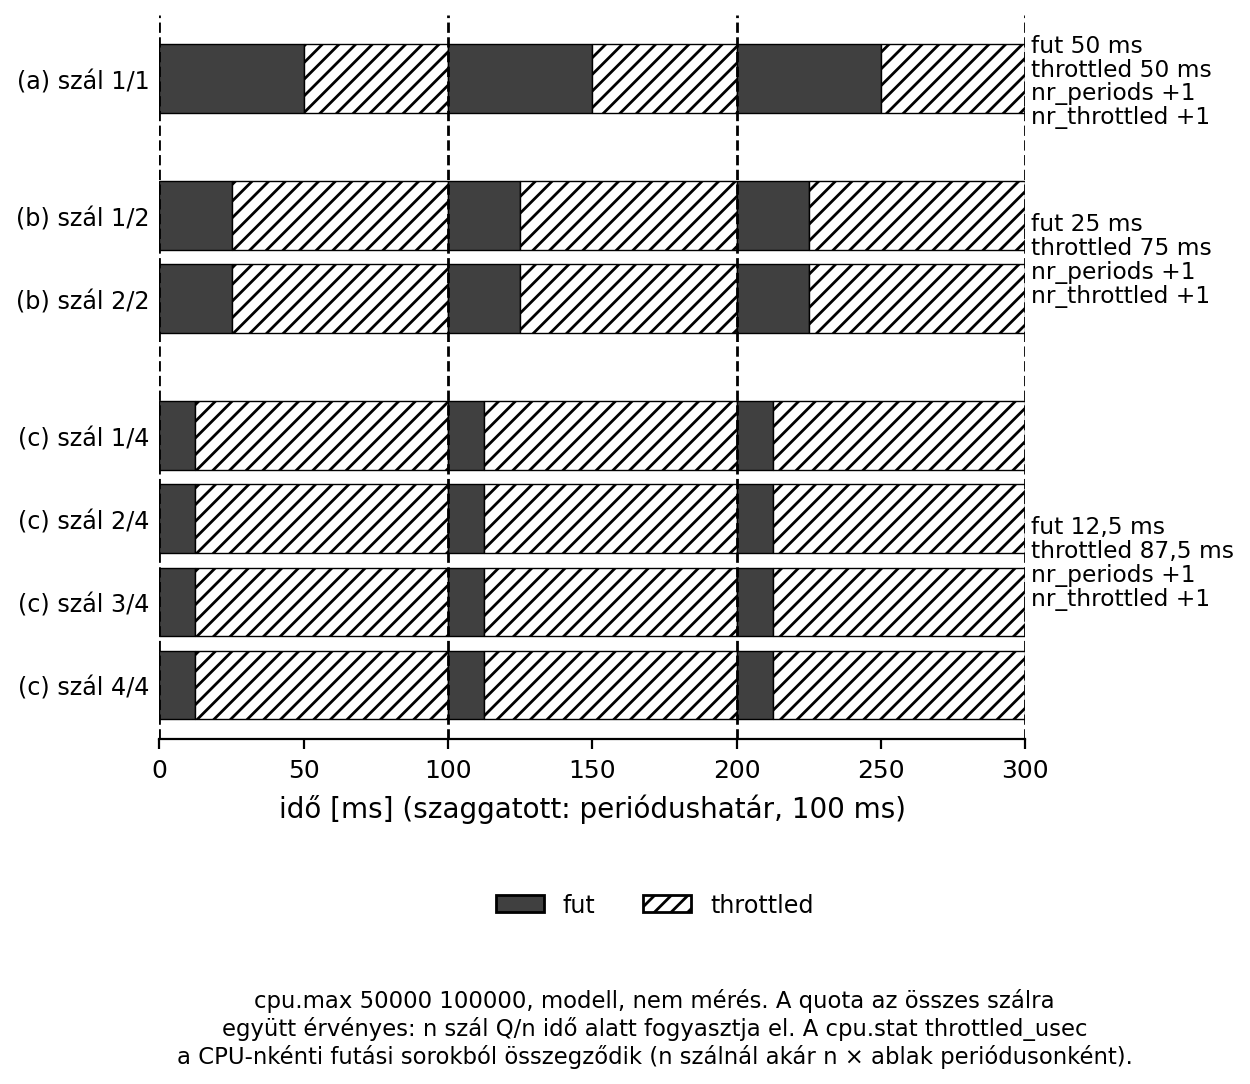 (a) szál 1/1
fut 50 ms
throttled 50 ms
nr_periods +1
nr_throttled +1
(b) szál 1/2
(b) szál 2/2
fut 25 ms
throttled 75 ms
nr_periods +1
nr_throttled +1
(c) szál 1/4
(c) szál 2/4
(c) szál 3/4
(c) szál 4/4
fut 12,5 ms
throttled 87,5 ms
nr_periods +1
nr_throttled +1
0 50 100 150 200 250 300
idő [ms] (szaggatott: periódushatár, 100 ms)
fut throttled
cpu.max 50000 100000, modell, nem mérés. A quota az összes szálra
együtt érvényes: n szál Q/n idő alatt fogyasztja el. A cpu.stat throttled_usec
a CPU-nkénti futási sorokból összegződik (n szálnál akár n × ablak periódusonként).